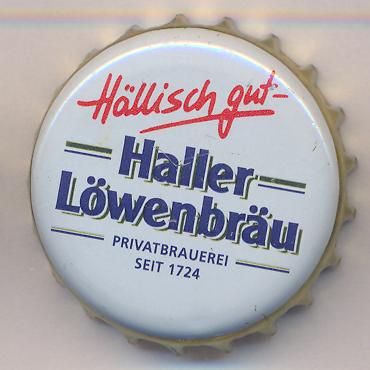 Hällisch gut-
Haller
Löwenbräu
PRIVATBRAUEREI
SEIT 1724